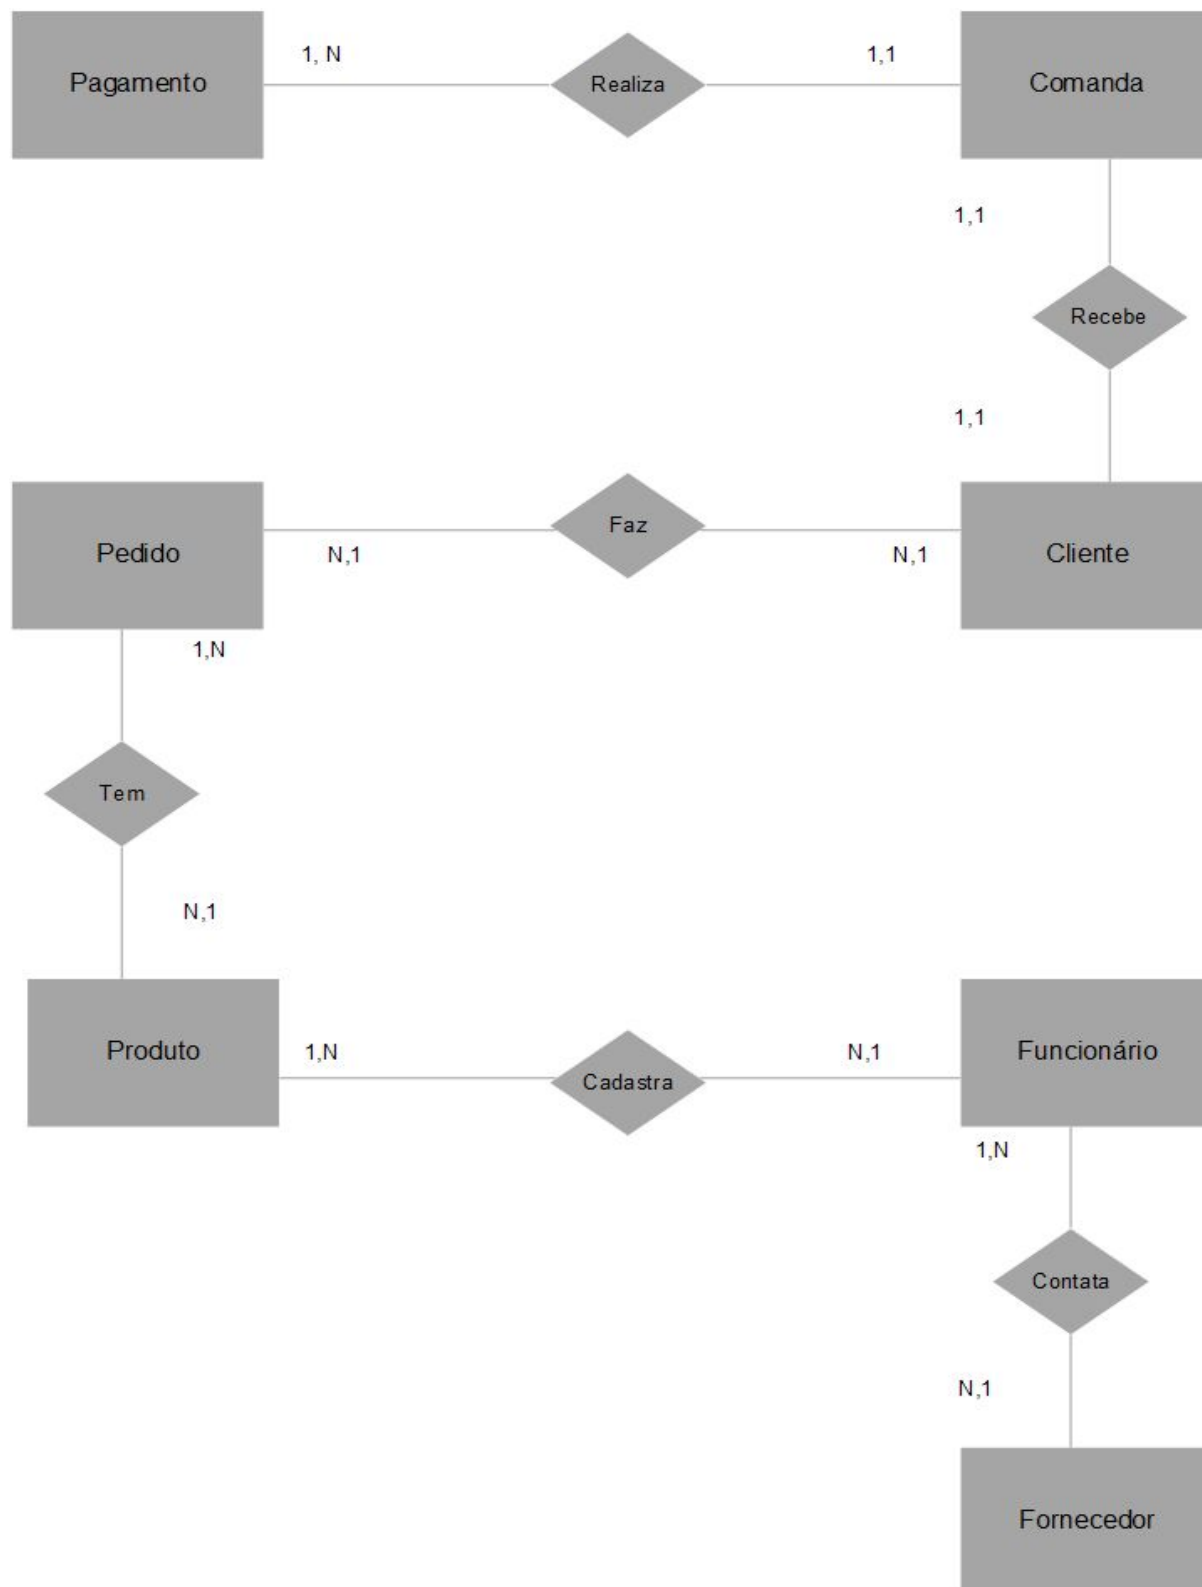 Pagamento
1, N
Realiza
1,1
Comanda
1,1
Recebe
1,1
Pedido
N,1
Faz
N,1
Cliente
1,N
Tem
N,1
Produto
1,N
Cadastra
N,1
Funcionário
1,N
Contata
N,1
Fornecedor